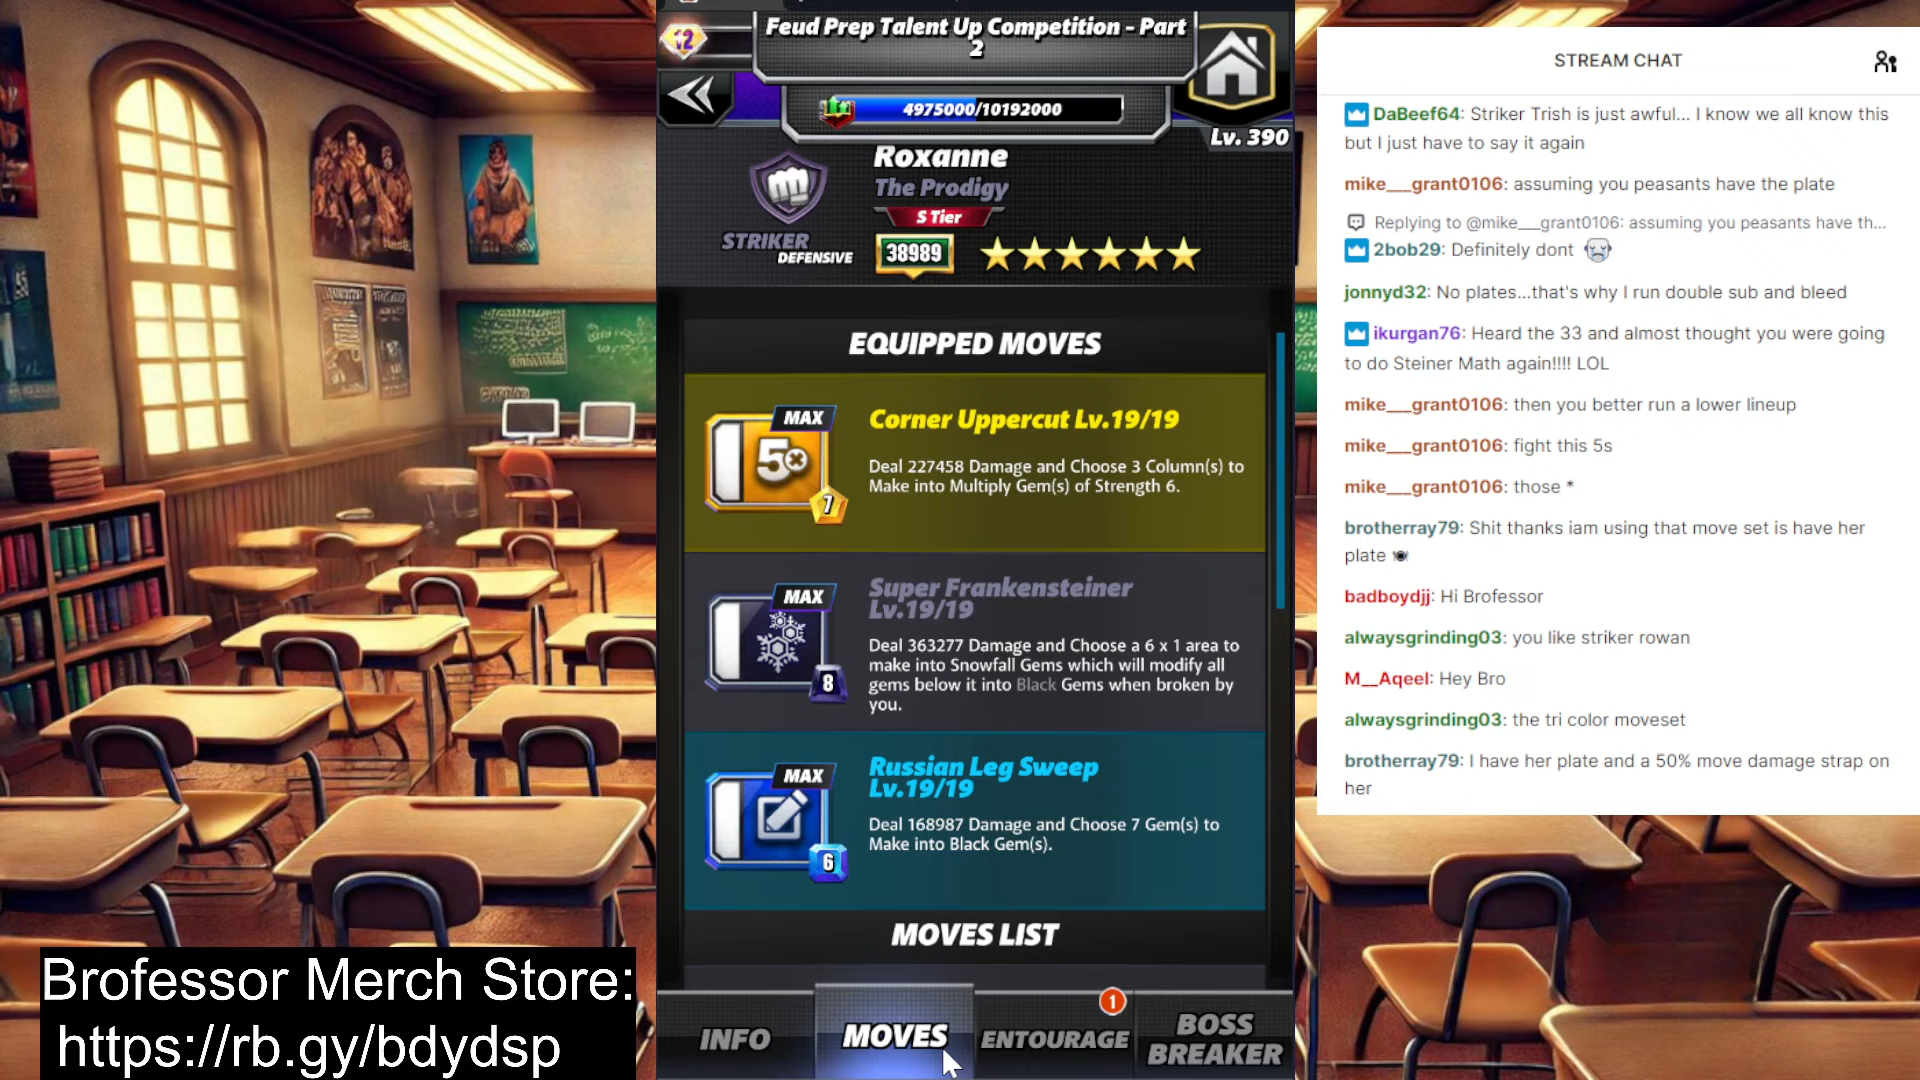 Feud Prep Talent Up Competition - Part
2
12
4975000/10192000
Lv. 390
Roxanne
The Prodigy
S Tier
STRIKER
DEFENSIVE
38989
EQUIPPED MOVES
MAX
5x
7
Corner Uppercut Lv.19/19
Deal 227458 Damage and Choose 3 Column(s) to
Make into Multiply Gem(s) of Strength 6.
MAX
8
Super Frankensteiner
Lv.19/19
Deal 363277 Damage and Choose a 6 x 1 area to
make into Snowfall Gems which will modify all
gems below it into Black Gems when broken by
you.
MAX
6
Russian Leg Sweep
Lv.19/19
Deal 168987 Damage and Choose 7 Gem(s) to
Make into Black Gem(s).
MOVES LIST
INFO
MOVES
1
ENTOURAGE
BOSS
BREAKER
Brofessor Merch Store:
https://rb.gy/bdydsp
STREAM CHAT
DaBeef64: Striker Trish is just awful... I know we all know this
but I just have to say it again
mike___grant0106: assuming you peasants have the plate
Replying to @mike___grant0106: assuming you peasants have th...
2bob29: Definitely dont
jonnyd32: No plates...that's why I run double sub and bleed
ikurgan76: Heard the 33 and almost thought you were going
to do Steiner Math again!!!! LOL
mike___grant0106: then you better run a lower lineup
mike___grant0106: fight this 5s
mike___grant0106: those *
brotherray79: Shit thanks iam using that move set is have her
plate 🍽
badboydjj: Hi Brofessor
alwaysgrinding03: you like striker rowan
M__Aqeel: Hey Bro
alwaysgrinding03: the tri color moveset
brotherray79: I have her plate and a 50% move damage strap on
her